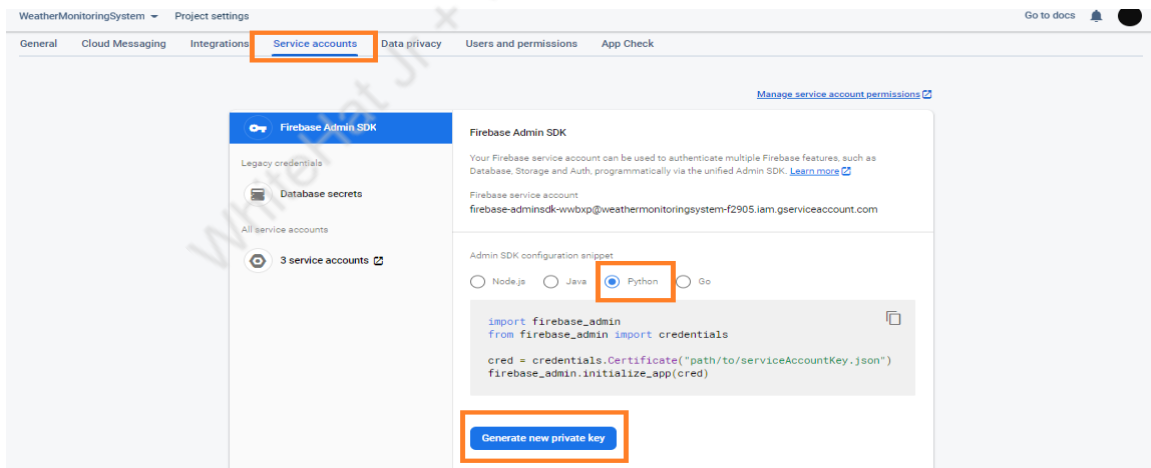 WeatherMonitoringSystem Project settings Go to docs
General Cloud Messaging Integrations Service accounts Data privacy Users and permissions App Check
Manage service account permissions
Firebase Admin SDK
Legacy credentials
Database secrets
All service accounts
3 service accounts
Firebase Admin SDK
Your Firebase service account can be used to authenticate multiple Firebase features, such as
Database, Storage and Auth, programmatically via the unified Admin SDK. Learn more
Firebase service account
firebase-adminsdk-wwbxp@weathermonitoringsystem-f2905.iam.gserviceaccount.com
Admin SDK configuration snippet
Node.js Java Python Go
import firebase_admin
from firebase_admin import credentials
cred = credentials.Certificate("path/to/serviceAccountKey.json")
firebase_admin.initialize_app(cred)
Generate new private key
WhiteHat Jr +